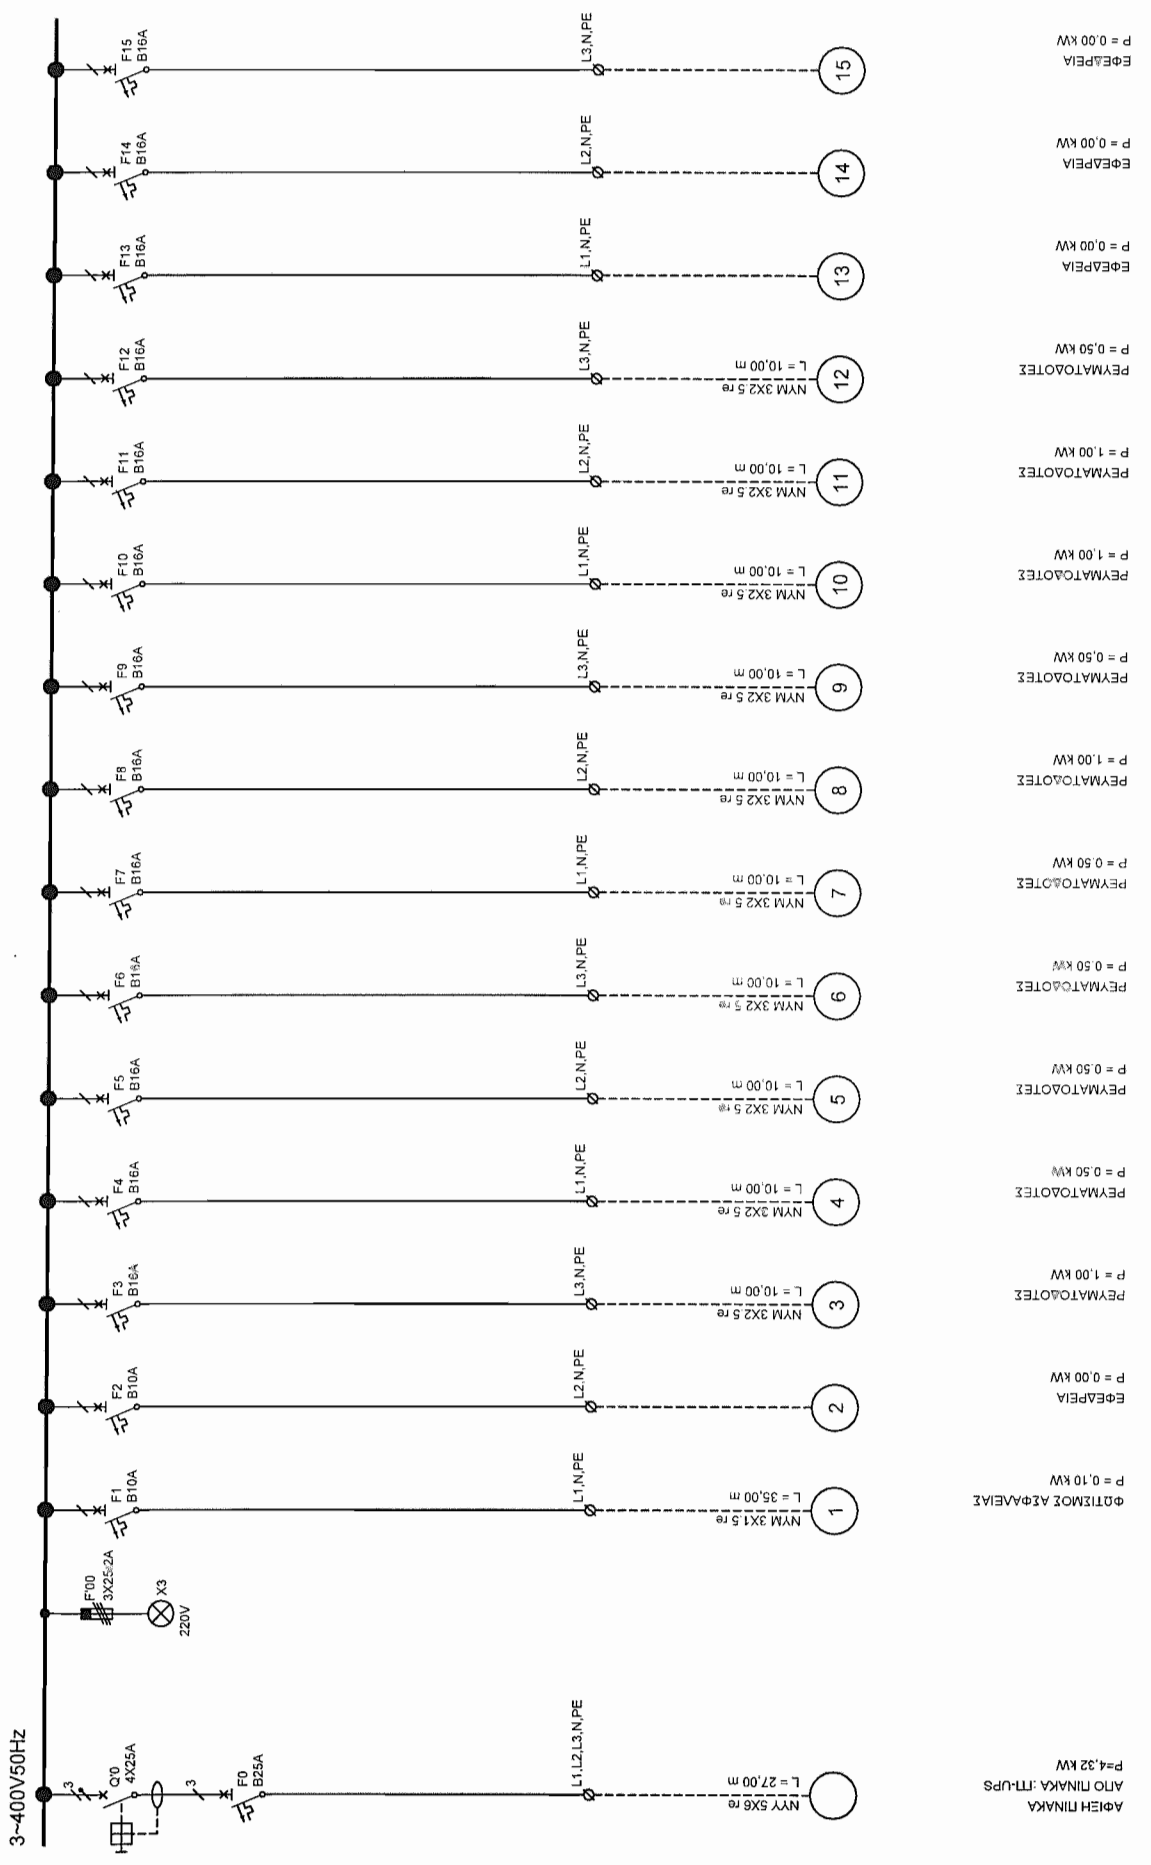 3~400V50Hz
3
Q'0
4X25A
3
F0
B25A
L1,L2,L3,N,PE
NYY 5X6 re
L = 27,00 m
ΑΦΙΞΗ ΠΙΝΑΚΑ
ΑΠΟ ΠΙΝΑΚΑ :ΓΠ-UPS
P=4,32 kW
F'00
3X25/2A
X3
220V
F1
B10A
L1,N,PE
NYM 3X1.5 re
L = 35,00 m
1
ΦΩΤΙΣΜΟΣ ΑΣΦΑΛΕΙΑΣ
P = 0,10 kW
F2
B10A
L2,N,PE
2
ΕΦΕΔΡΕΙΑ
P = 0,00 kW
F3
B16A
L3,N,PE
NYM 3X2.5 re
L = 10,00 m
3
ΡΕΥΜΑΤΟΔΟΤΕΣ
P = 1,00 kW
F4
B16A
L1,N,PE
NYM 3X2.5 re
L = 10,00 m
4
ΡΕΥΜΑΤΟΔΟΤΕΣ
P = 0.50 kW
F5
B16A
L2,N,PE
NYM 3X2.5 re
L = 10,00 m
5
ΡΕΥΜΑΤΟΔΟΤΕΣ
P = 0.50 kW
F6
B16A
L3,N,PE
NYM 3X2.5 re
L = 10,00 m
6
ΡΕΥΜΑΤΟΔΟΤΕΣ
P = 0.50 kW
F7
B16A
L1,N,PE
NYM 3X2.5 re
L = 10,00 m
7
ΡΕΥΜΑΤΟΔΟΤΕΣ
P = 0.50 kW
F8
B16A
L2,N,PE
NYM 3X2.5 re
L = 10,00 m
8
ΡΕΥΜΑΤΟΔΟΤΕΣ
P = 1.00 kW
F9
B16A
L3,N,PE
NYM 3X2.5 re
L = 10,00 m
9
ΡΕΥΜΑΤΟΔΟΤΕΣ
P = 0,50 kW
F10
B16A
L1,N,PE
NYM 3X2.5 re
L = 10,00 m
10
ΡΕΥΜΑΤΟΔΟΤΕΣ
P = 1,00 kW
F11
B16A
L2,N,PE
NYM 3X2.5 re
L = 10,00 m
11
ΡΕΥΜΑΤΟΔΟΤΕΣ
P = 1,00 kW
F12
B16A
L3,N,PE
NYM 3X2.5 re
L = 10,00 m
12
ΡΕΥΜΑΤΟΔΟΤΕΣ
P = 0,50 kW
F13
B16A
L1,N,PE
13
ΕΦΕΔΡΕΙΑ
P = 0,00 kW
F14
B16A
L2,N,PE
14
ΕΦΕΔΡΕΙΑ
P = 0,00 kW
F15
B16A
L3,N,PE
15
ΕΦΕΔΡΕΙΑ
P = 0.00 kW